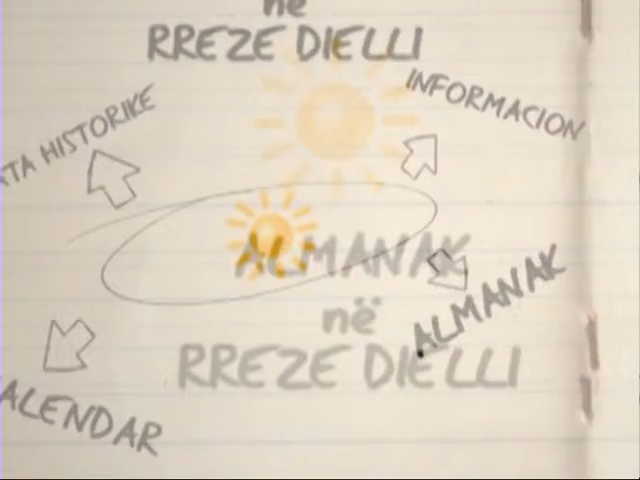 në
RREZE DIELLI
INFORMACION
ATA HISTORIKE
ALMANAK
ALMANAK
në
RREZE DIELLI
ALENDAR